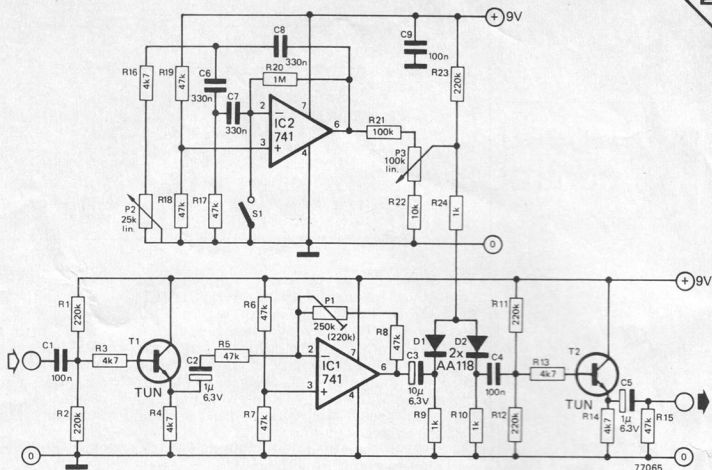 9V
C8
330n
C9
100n
R16
4k7
R19
47k
C6
330n
R20
1M
R23
220k
C7
330n
2
7
IC2
741
6
3
4
R21
100k
P3
100k
lin.
P2
25k
lin.
R18
47k
R17
47k
S1
R22
10k
R24
1k
0
9V
R1
220k
R6
47k
P1
250k
(220k)
R11
220k
T1
C2
R5
47k
R8
47k
D1
D2
2x
AA118
T2
C1
100n
R3
4k7
2
7
IC1
741
6
3
4
C3
10µ
6,3V
C4
100n
R13
4k7
C5
1µ
6,3V
TUN
1µ
6,3V
TUN
R2
220k
R4
4k7
R7
47k
R9
1k
R10
1k
R12
220k
R14
4k7
47k
R15
0
0
77065